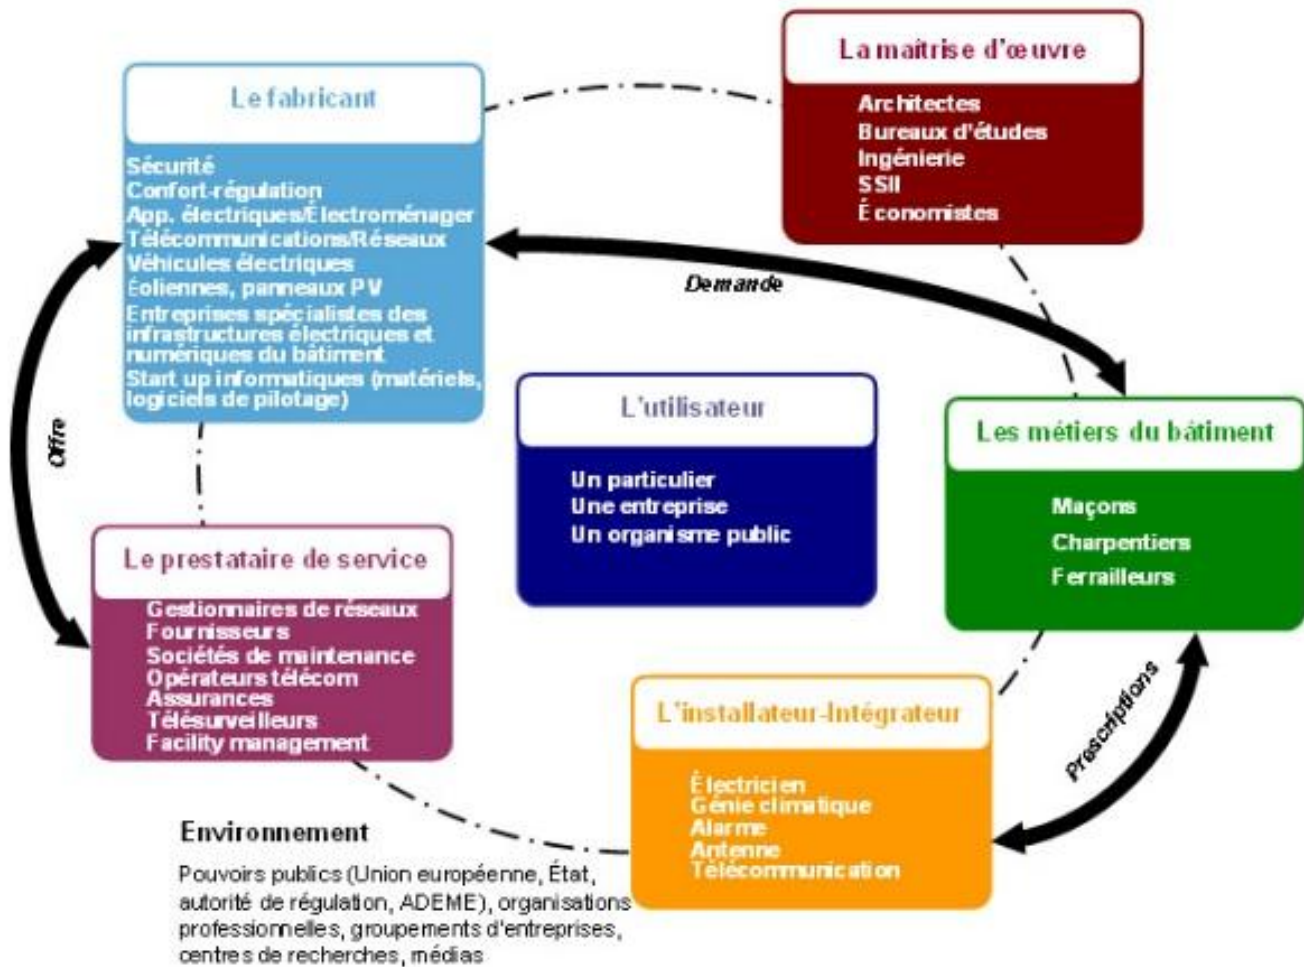 Le fabricant
Sécurité
Confort-régulation
App. électriques/Électroménager
Télécommunications/Réseaux
Véhicules électriques
Éoliennes, panneaux PV
Entreprises spécialistes des
infrastructures électriques et
numériques du bâtiment
Start up informatiques (matériels,
logiciels de pilotage)
La maîtrise d'œuvre
Architectes
Bureaux d'études
Ingénierie
SSII
Économistes
Demande
Offre
L'utilisateur
Un particulier
Une entreprise
Un organisme public
Les métiers du bâtiment
Maçons
Charpentiers
Ferrailleurs
Le prestataire de service
Gestionnaires de réseaux
Fournisseurs
Sociétés de maintenance
Opérateurs télécom
Assurances
Télésurveilleurs
Facility management
L'installateur-Intégrateur
Électricien
Génie climatique
Alarme
Antenne
Télécommunication
Prescriptions
Environnement
Pouvoirs publics (Union européenne, État,
autorité de régulation, ADEME), organisations
professionnelles, groupements d'entreprises,
centres de recherches, médias